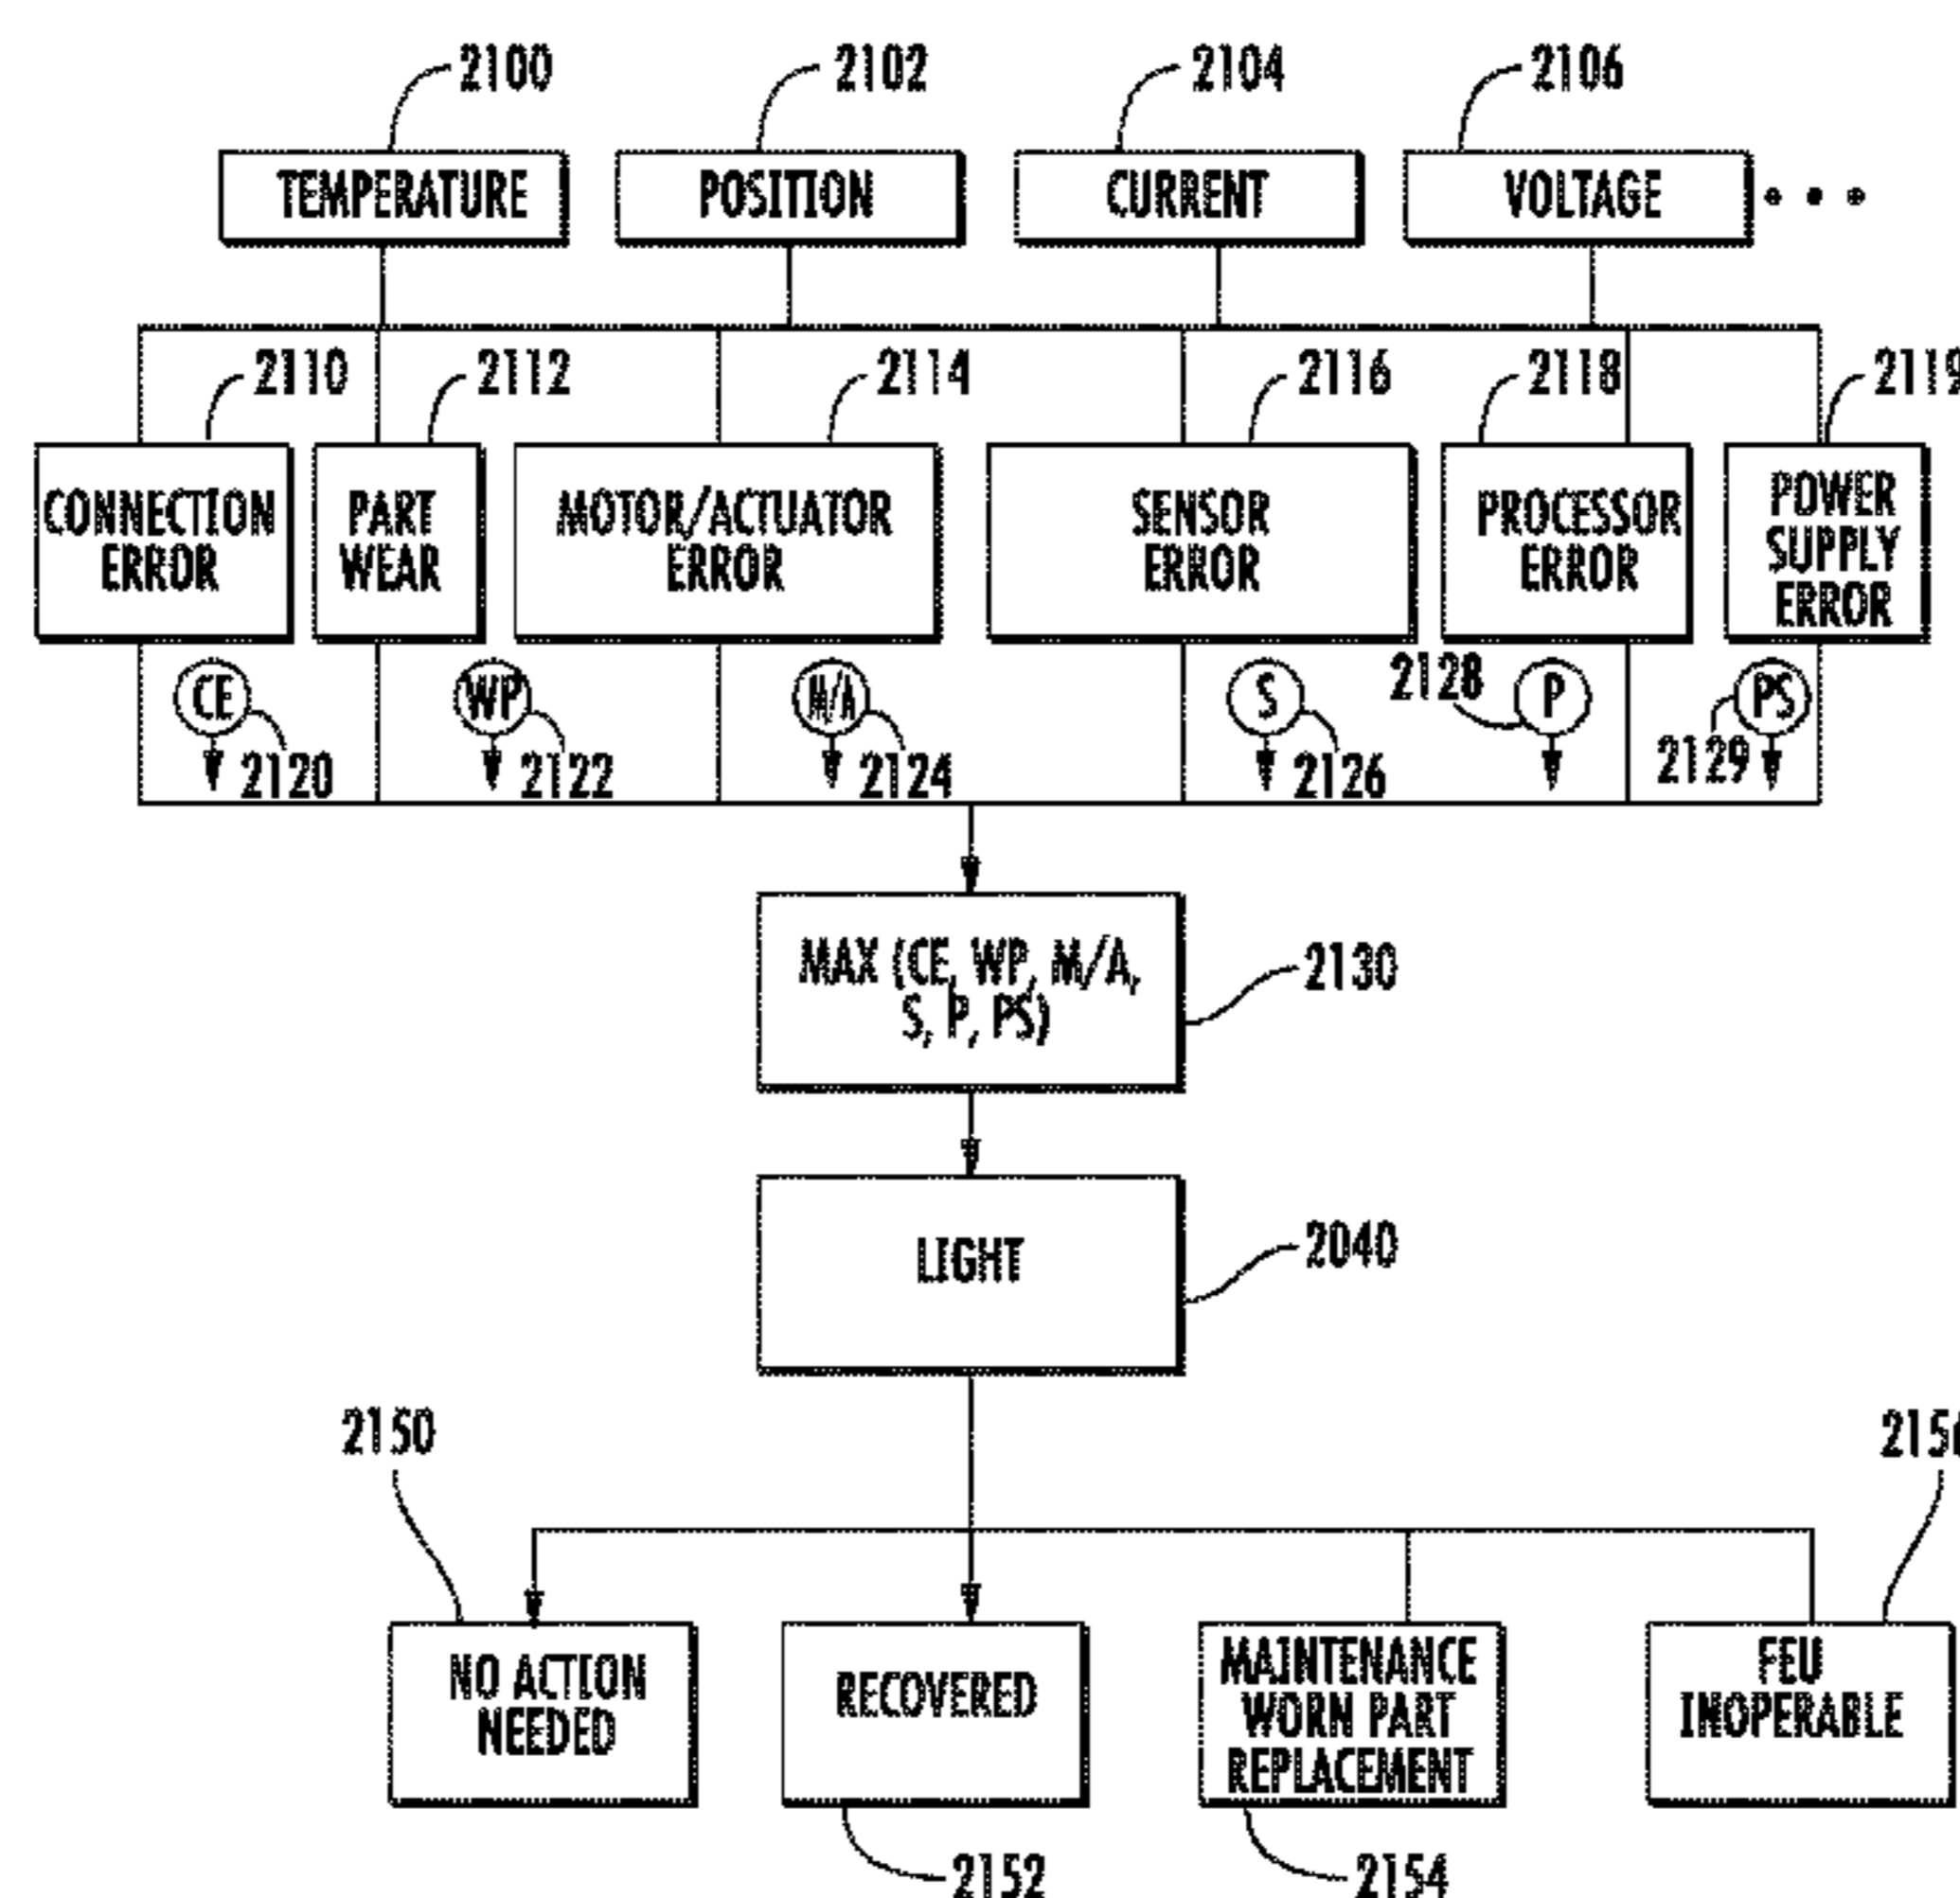 2100 2102 2104 2106
TEMPERATURE POSITION CURRENT VOLTAGE
2110 2112 2114 2116 2118 2119
CONNECTION
ERROR
PART
WEAR
MOTOR/ACTUATOR
ERROR
SENSOR
ERROR
PROCESSOR
ERROR
POWER
SUPPLY
ERROR
CE WP M/A S 2128 P PS
2120 2122 2124 2126 2129
MAX (CE, WP, M/A,
S, P, PS)
2130
LIGHT
2040
2150
NO ACTION
NEEDED
RECOVERED
MAINTENANCE
WORN PART
REPLACEMENT
FEU
INOPERABLE
2152 2154